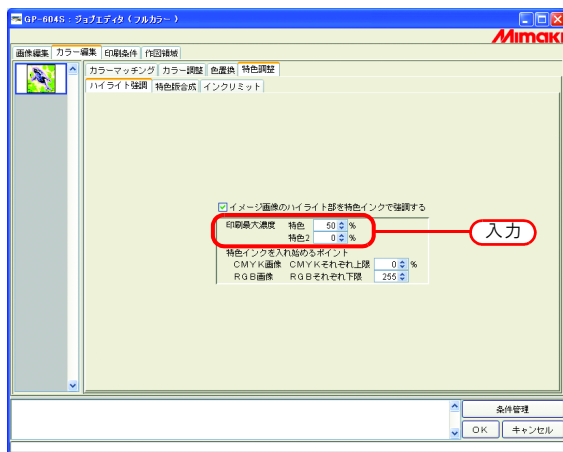 GP-604S : ジョブエディタ ( フルカラー )
Mimaki
画像編集 カラー編集 印刷条件 作図領域
カラーマッチング カラー調整 色置換 特色調整
ハイライト強調 特色版合成 インクリミット
イメージ画像のハイライト部を特色インクで強調する
印刷最大濃度 特色 50 %
特色2 0 %
入力
特色インクを入れ始めるポイント
CMYK画像 CMYKそれぞれ上限 0 %
RGB画像 RGBそれぞれ下限 255
条件管理
OK キャンセル